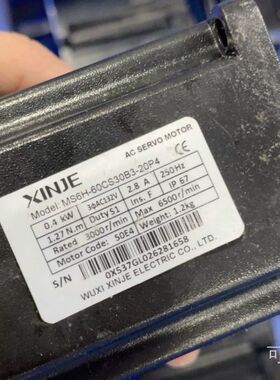 XINJE
AC SERVO MOTOR
Model: MS6H-60CS30B3-20P4
CE
0.4 kW 3ΦAC132V 2.8 A 250Hz
1.27 N.m Duty S1 Ins. F IP 67
Rated 3000r/min Max 6500r/min
Motor Code: 50E4 Weight: 1.2kg
S/N 0X537GL026281658
WUXI XINJE ELECTRIC CO., LTD.